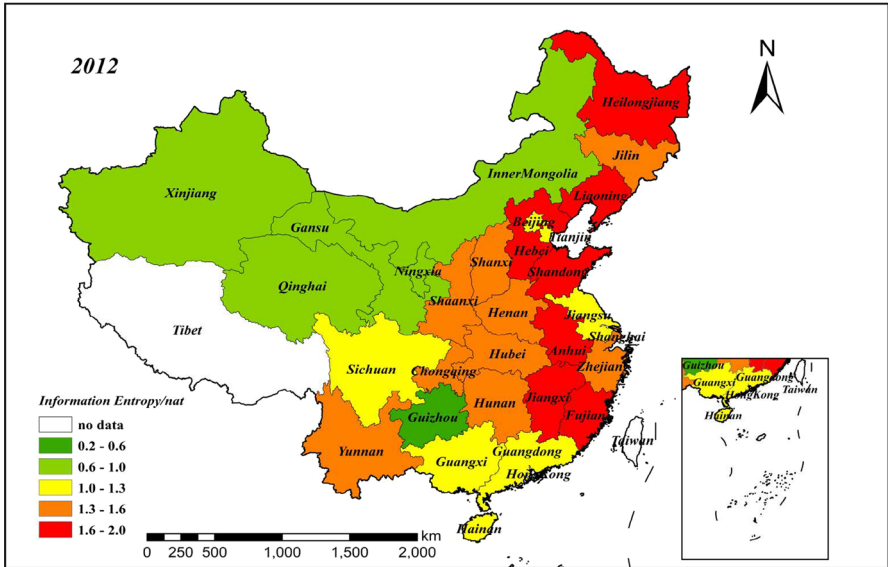 2012
N
Heilongjiang
Jilin
InnerMongolia
Liaoning
Xinjiang
Beijing
Gansu
Tianjin
Hebei
Shanxi
Ningxia
Shandong
Qinghai
Shaanxi
Henan
Jiangsu
Tibet
Shanghai
Hubei
Anhui
Sichuan
Chongqing
Zhejian
Guizhou
Guangdong
Guangxi
HongKong
Taiwan
Hainan
Information Entropy/nat
Hunan
Jiangxi
no data
Guizhou
Fujian
0.2 - 0.6
Taiwan
0.6 - 1.0
Yunnan
Guangdong
Guangxi
1.0 - 1.3
HongKong
1.3 - 1.6
Hainan
1.6 - 2.0
km
0 250 500 1,000 1,500 2,000